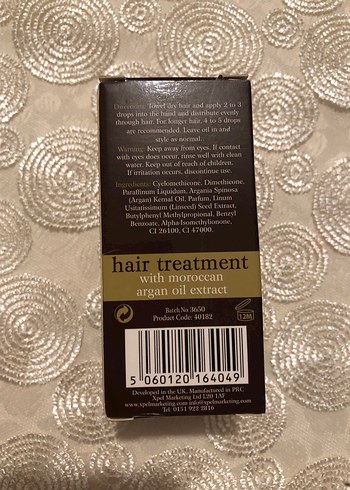 Directions: Towel dry hair and apply 2 to 3
drops into the hand and distribute evenly
through hair. For longer hair, 4 to 5 drops
are recommended. Leave oil in and
style as normal.
Warning: Keep away from eyes. If contact
with eyes does occur, rinse well with clean
water. Keep out of reach of children.
If irritation occurs, discontinue use.
Ingredients: Cyclomethicone, Dimethicone,
Paraffinum Liquidum, Argania Spinosa
(Argan) Kernal Oil, Parfum, Linum
Usitatissimum (Linseed) Seed Extract,
Butylphenyl Methylpropional, Benzyl
Benzoate, Alpha-Isomethylionone,
CI 26100, CI 47000.
hair treatment
with moroccan
argan oil extract
12M
Batch No 3650
Product Code: 40182
5 060120 164049
Developed in the UK. Manufactured in PRC
Xpel Marketing Ltd L20 1AF
www.xpelmarketing.com info@xpelmarketing.com
Tel: 0151 922 2816